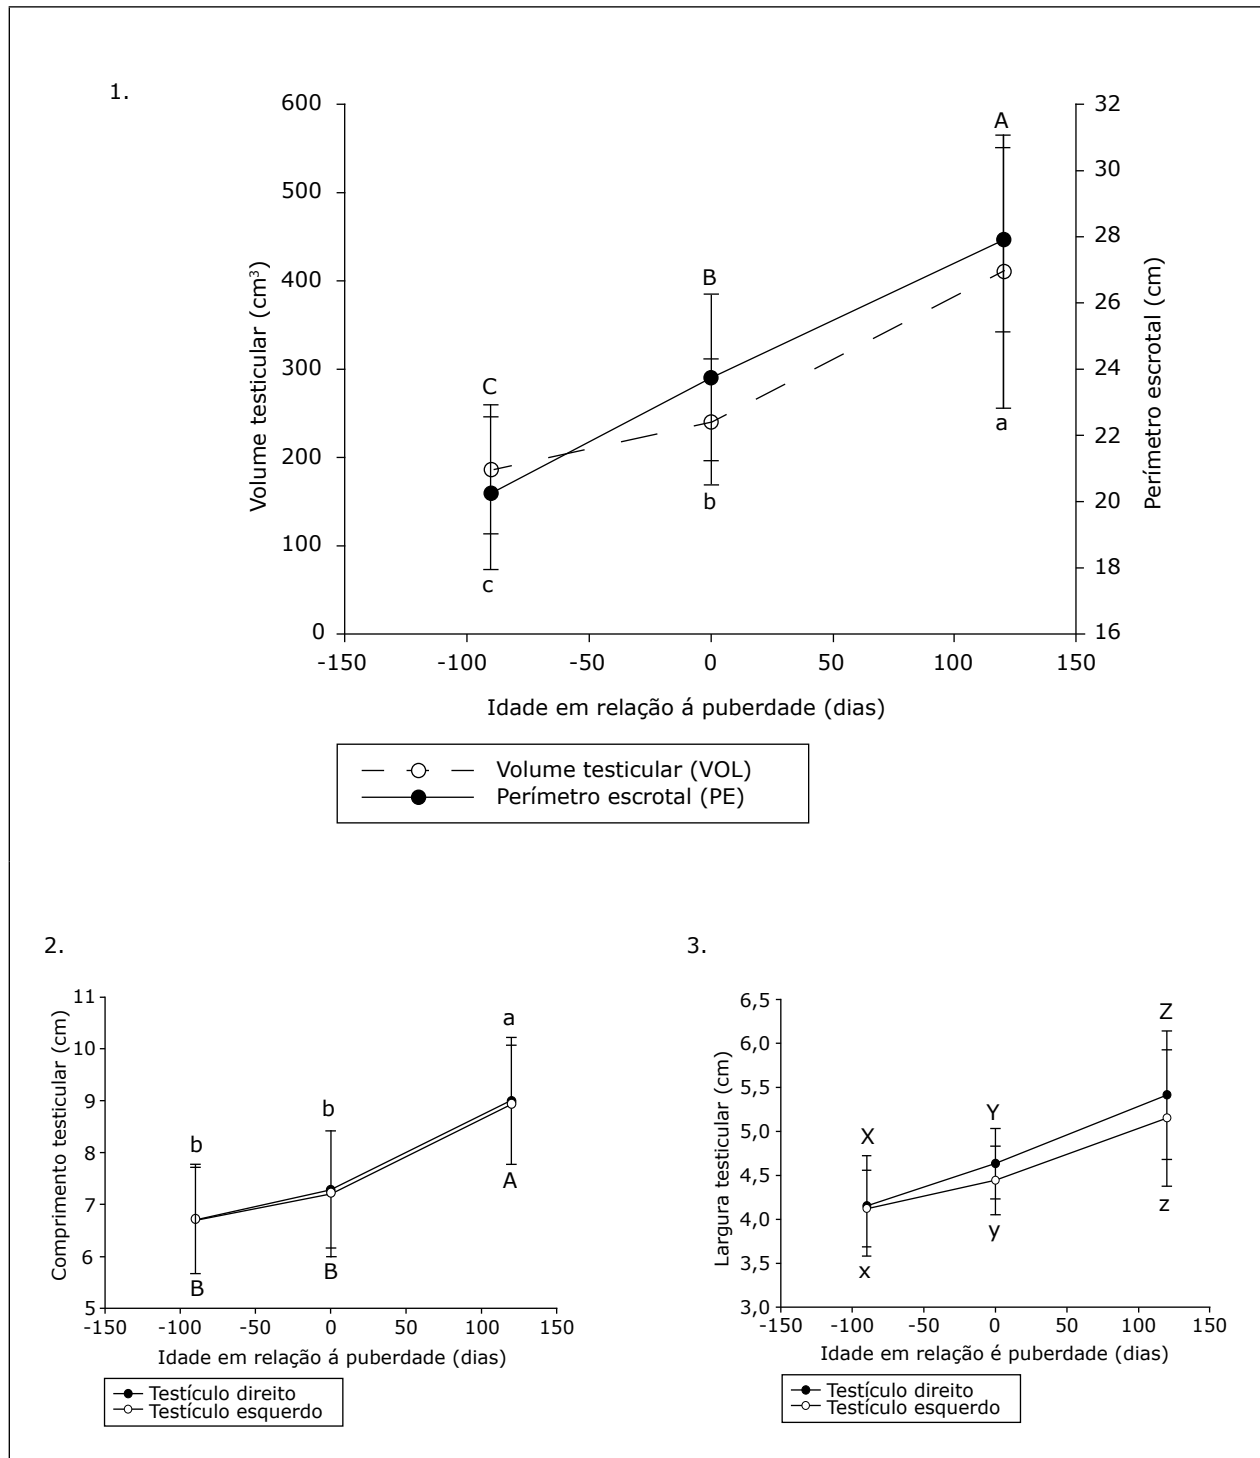 1.
600
500
400
300
200
100
0
Volume testicular (cm³)
32
30
28
26
24
22
20
18
16
Perímetro escrotal (cm)
A
B
C
a
b
c
-150 -100 -50 0 50 100 150
Idade em relação á puberdade (dias)
Volume testicular (VOL)
Perímetro escrotal (PE)
2.
11
10
9
8
7
6
5
Comprimento testicular (cm)
a
b
b
A
B
B
-150 -100 -50 0 50 100 150
Idade em relação á puberdade (dias)
Testículo direito
Testículo esquerdo
3.
6,5
6,0
5,5
5,0
4,5
4,0
3,5
3,0
Largura testicular (cm)
Z
Y
X
z
y
x
-150 -100 -50 0 50 100 150
Idade em relação é puberdade (dias)
Testículo direito
Testículo esquerdo